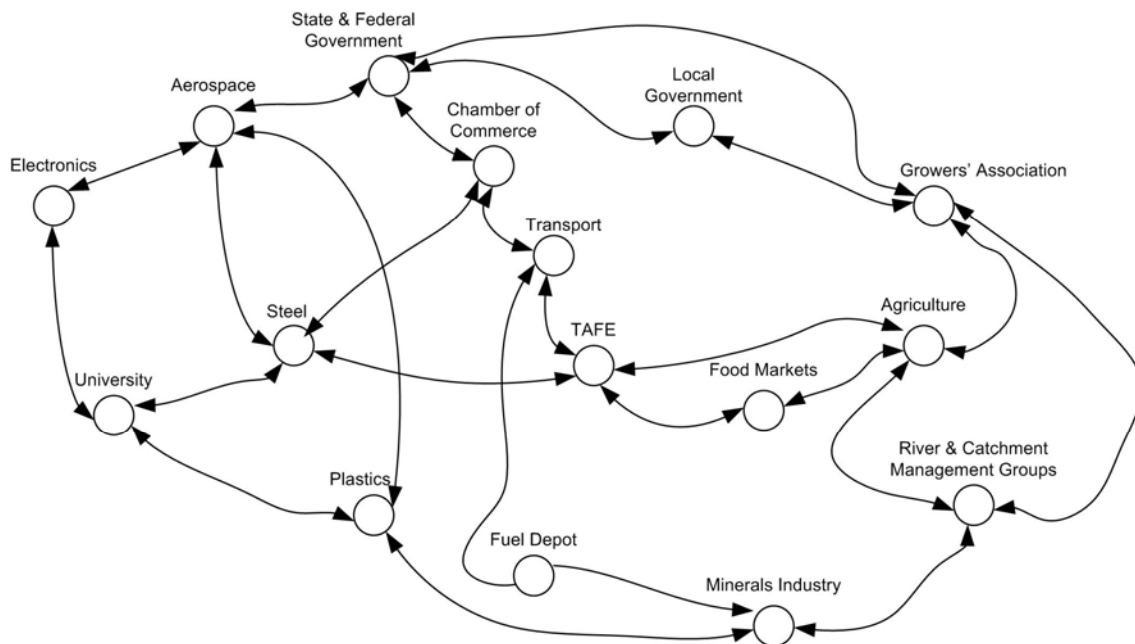 State & Federal
Government
Aerospace
Local
Government
Chamber of
Commerce
Electronics
Growers' Association
Transport
Steel
Agriculture
TAFE
University
Food Markets
River & Catchment
Management Groups
Plastics
Fuel Depot
Minerals Industry